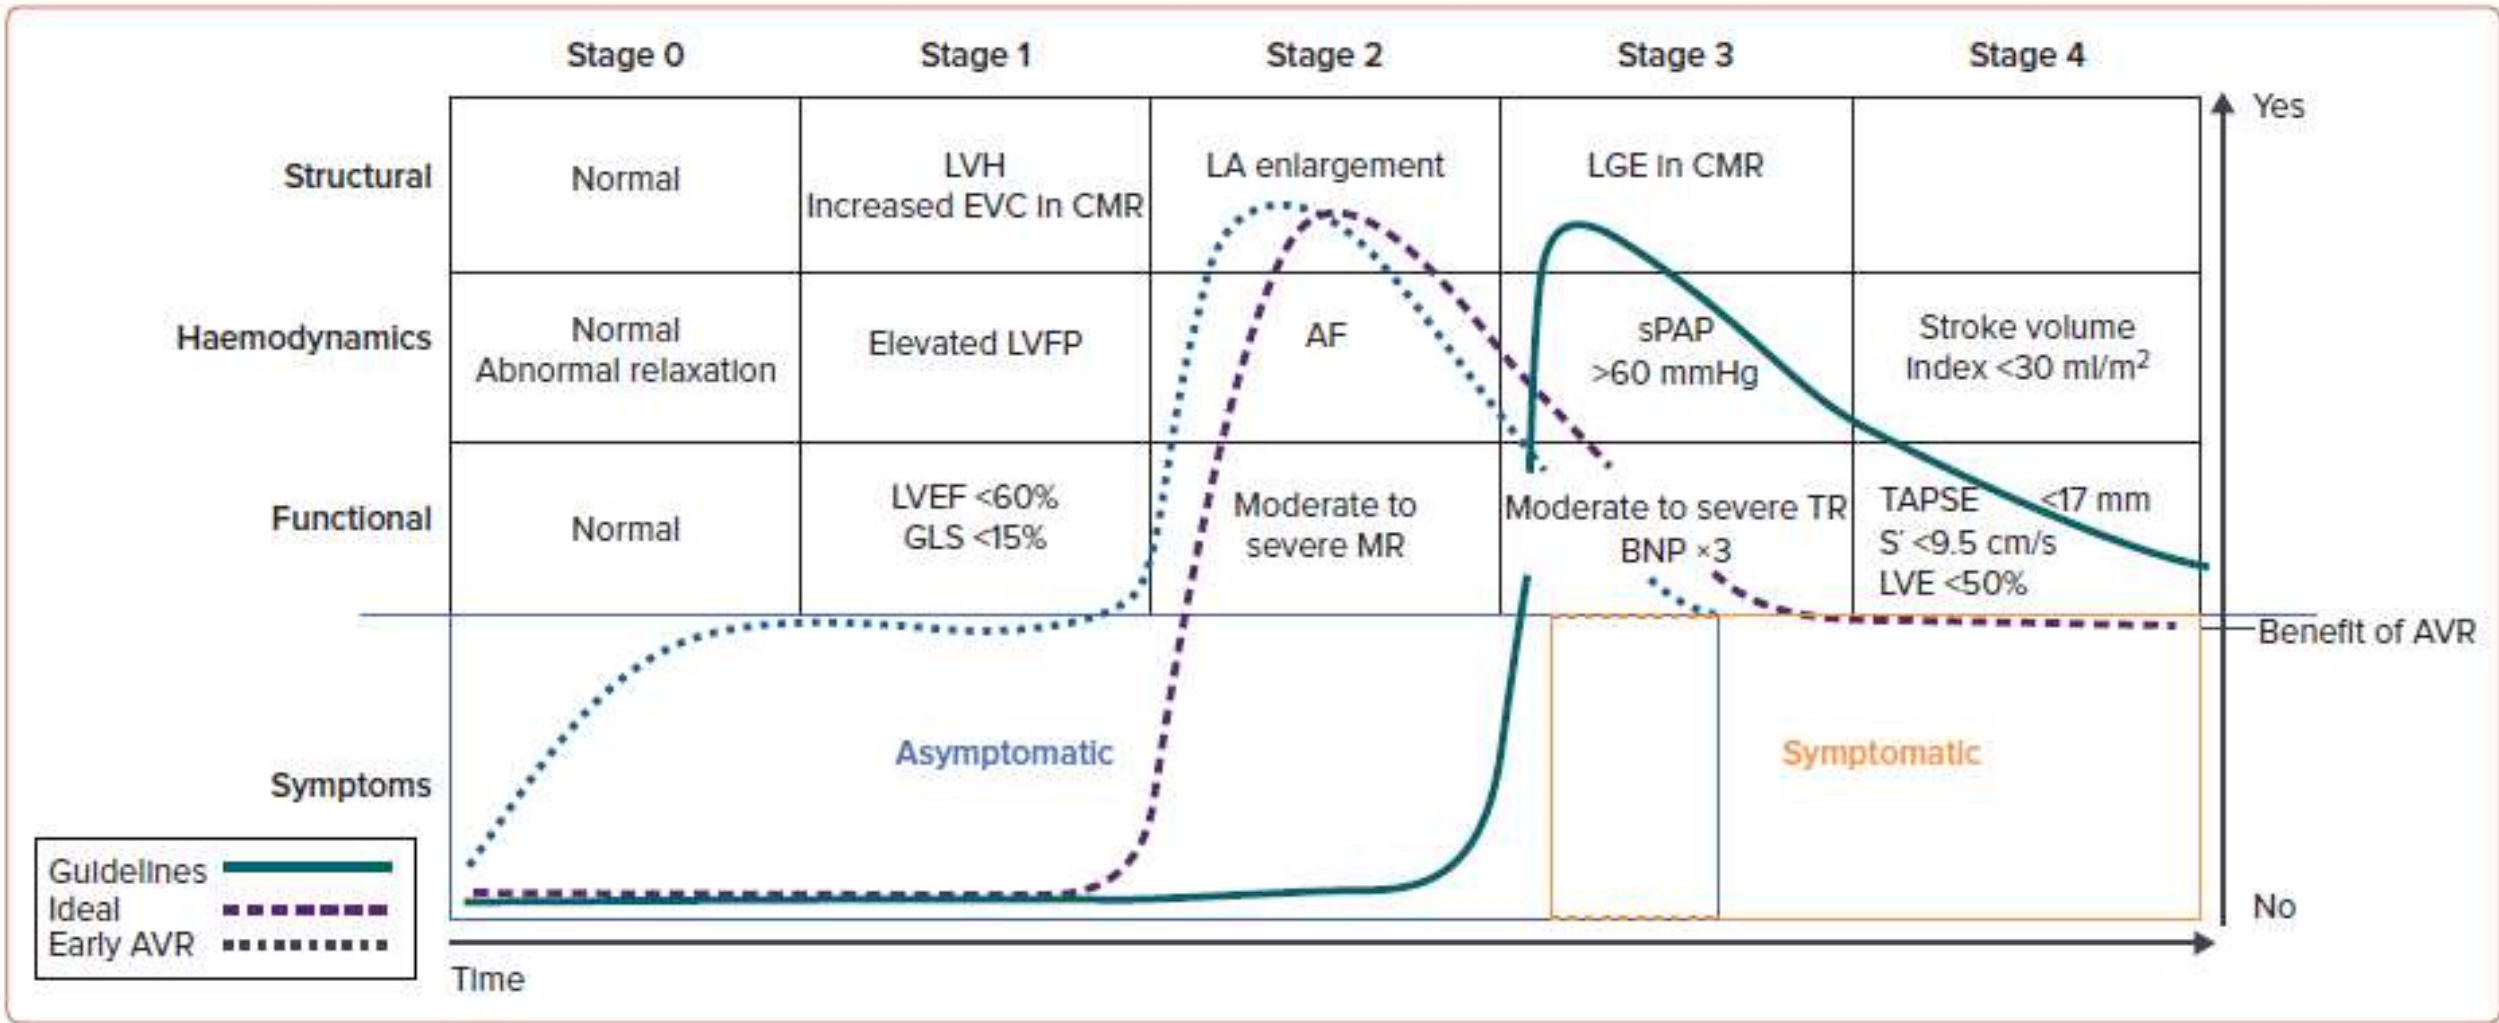 Stage 0
Stage 1
Stage 2
Stage 3
Stage 4
Yes
Structural
Normal
LVH
Increased EVC in CMR
LA enlargement
LGE in CMR
Haemodynamics
Normal
Abnormal relaxation
Elevated LVFP
AF
sPAP
>60 mmHg
Stroke volume
Index <30 ml/m²
Functional
Normal
LVEF <60%
GLS <15%
Moderate to
severe MR
Moderate to severe TR
BNP ×3
TAPSE <17 mm
S′ <9.5 cm/s
LVE <50%
Benefit of AVR
Symptoms
Asymptomatic
Symptomatic
No
Guidelines
Ideal
Early AVR
Time